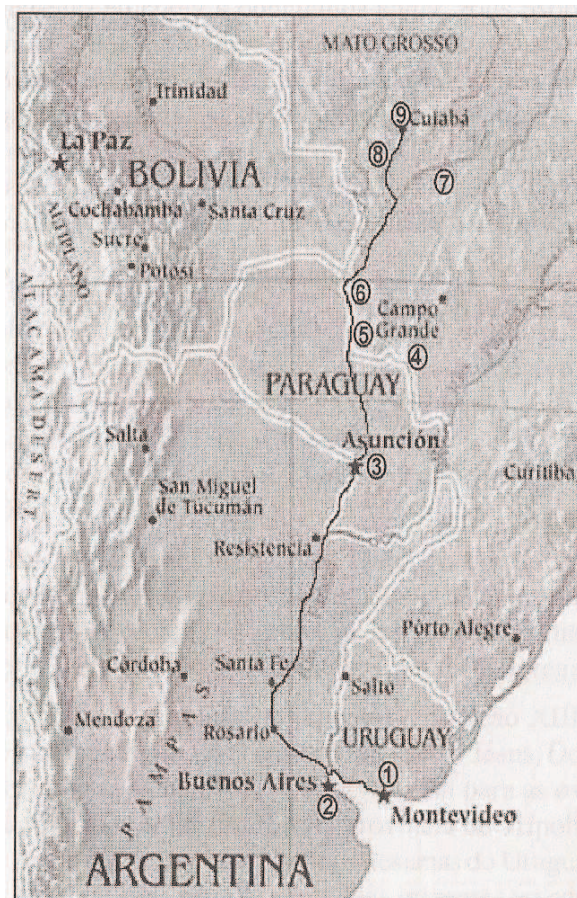 MATO GROSSO
Trinidad
⑨
Cuiabá
La Paz
⑧
BOLIVIA
⑦
Cochabamba
Santa Cruz
ALTIPLANO
Sucre
Potosí
⑥
Campo
Grande
⑤
④
ATACAMA DESERT
PARAGUAY
Asunción
③
Salta
Curitiba
San Miguel
de Tucumán
Resistencia
Pôrto Alegre
Córdoba
Santa Fe
Salto
Mendoza
PAMPAS
Rosario
URUGUAY
①
Buenos Aires
②
Montevideo
ARGENTINA